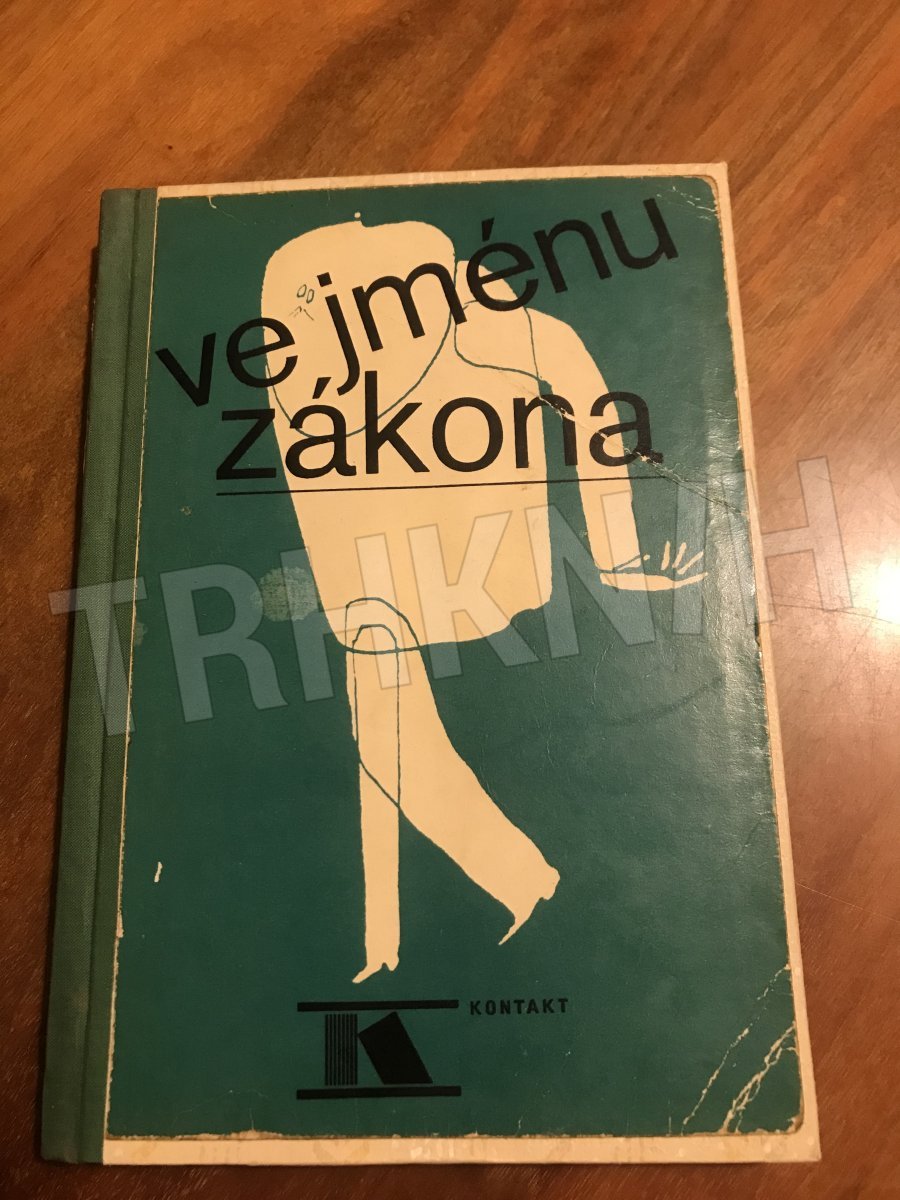 ve jménu
zákona
TRHKNIH
K
KONTAKT